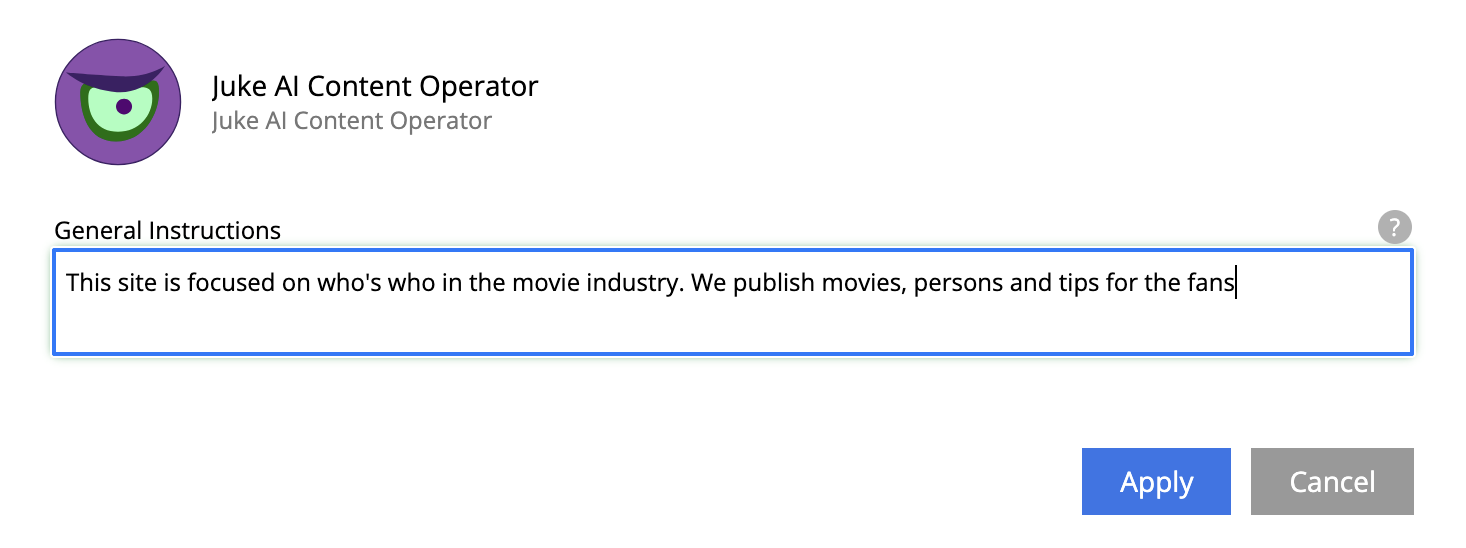 Juke AI Content Operator
Juke AI Content Operator
General Instructions
?
This site is focused on who's who in the movie industry. We publish movies, persons and tips for the fans
Apply
Cancel